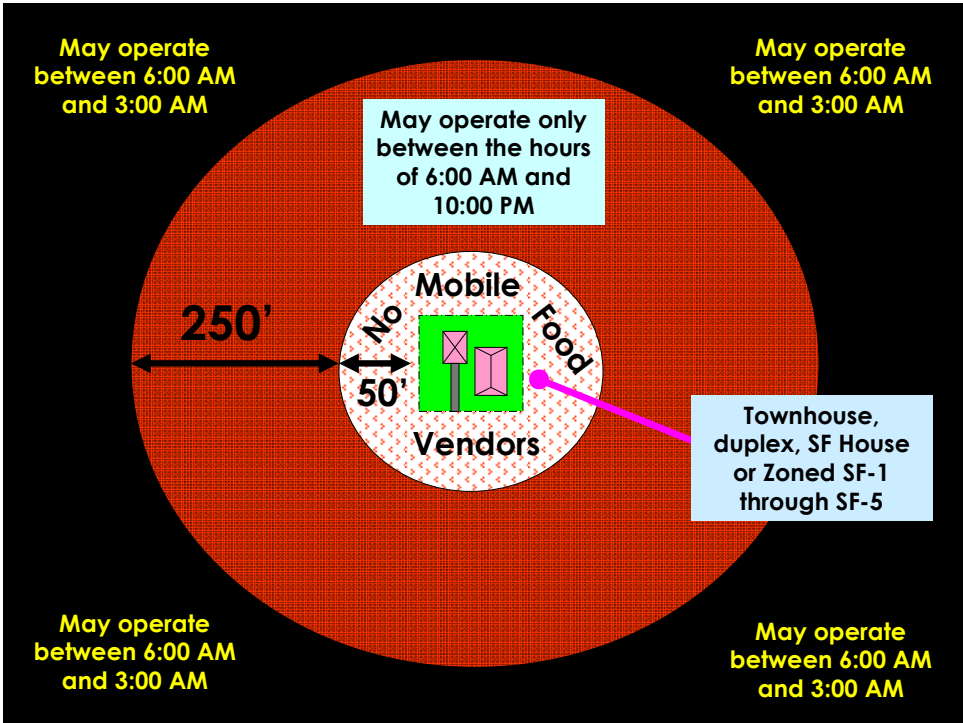 May operate
between 6:00 AM
and 3:00 AM
May operate
between 6:00 AM
and 3:00 AM
May operate only
between the hours
of 6:00 AM and
10:00 PM
Mobile
No
Food
250’
50’
Vendors
Townhouse,
duplex, SF House
or Zoned SF-1
through SF-5
May operate
between 6:00 AM
and 3:00 AM
May operate
between 6:00 AM
and 3:00 AM